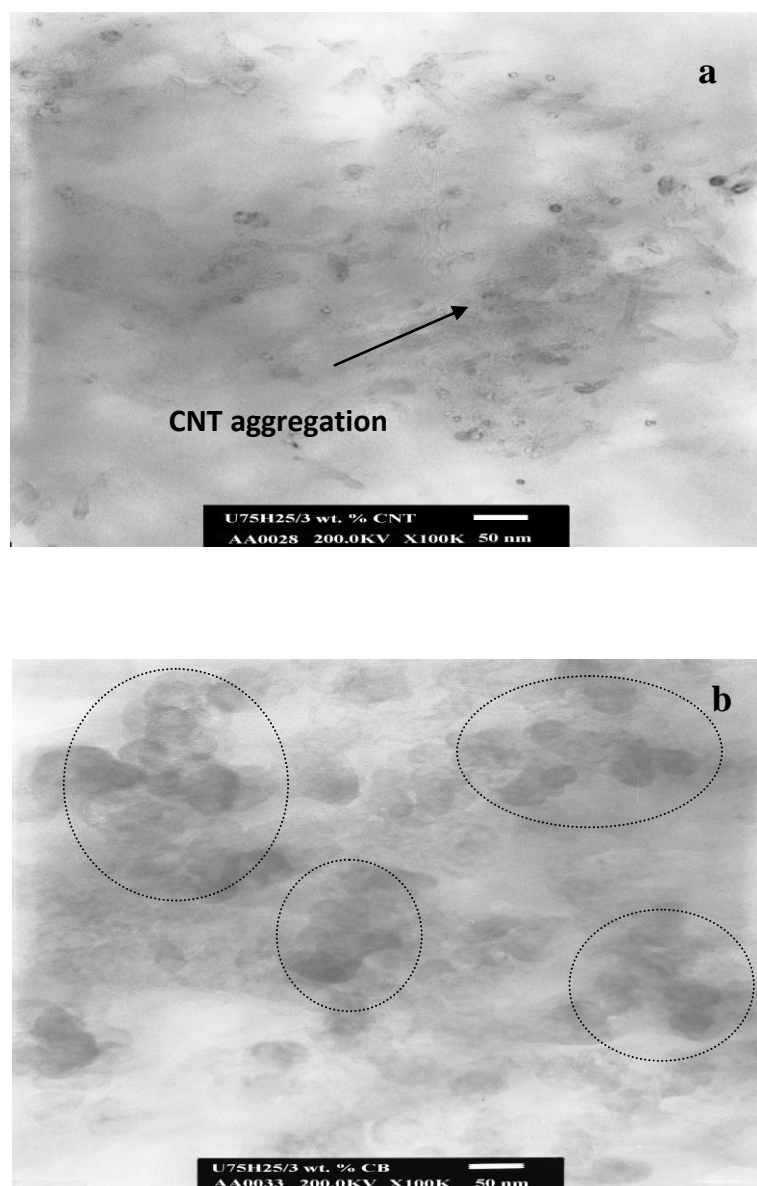 a
CNT aggregation
U75H25/3 wt. % CNT
AA0028 200.0KV X100K 50 nm
b
U75H25/3 wt. % CB
AA0033 200.0KV X100K 50 nm